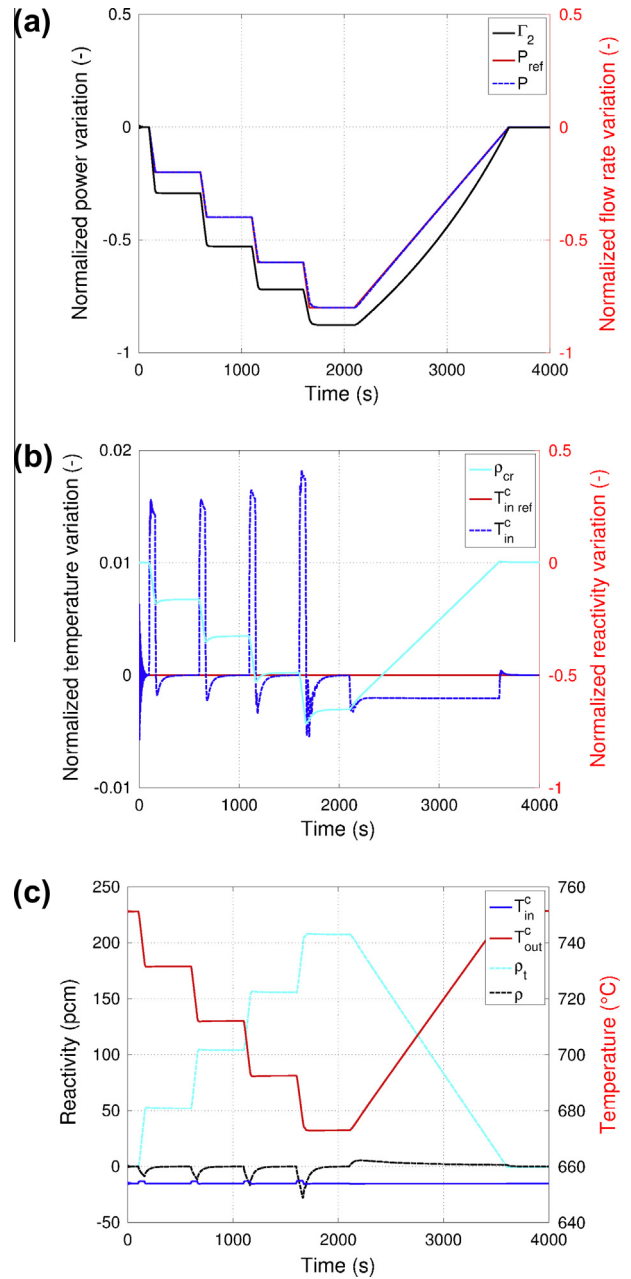 (a)
0.5
0
-0.5
-1
Normalized power variation (-)
0.5
0
-0.5
-1
Normalized flow rate variation (-)
Γ2
Pref
P
0 1000 2000 3000 4000
Time (s)
(b)
0.02
0.01
0
-0.01
Normalized temperature variation (-)
0.5
0
-0.5
-1
Normalized reactivity variation (-)
ρcr
T^c_in ref
T^c_in
0 1000 2000 3000 4000
Time (s)
(c)
250
200
150
100
50
0
-50
Reactivity (pcm)
760
740
720
700
680
660
640
Temperature (°C)
T^c_in
T^c_out
ρt
ρ
0 1000 2000 3000 4000
Time (s)